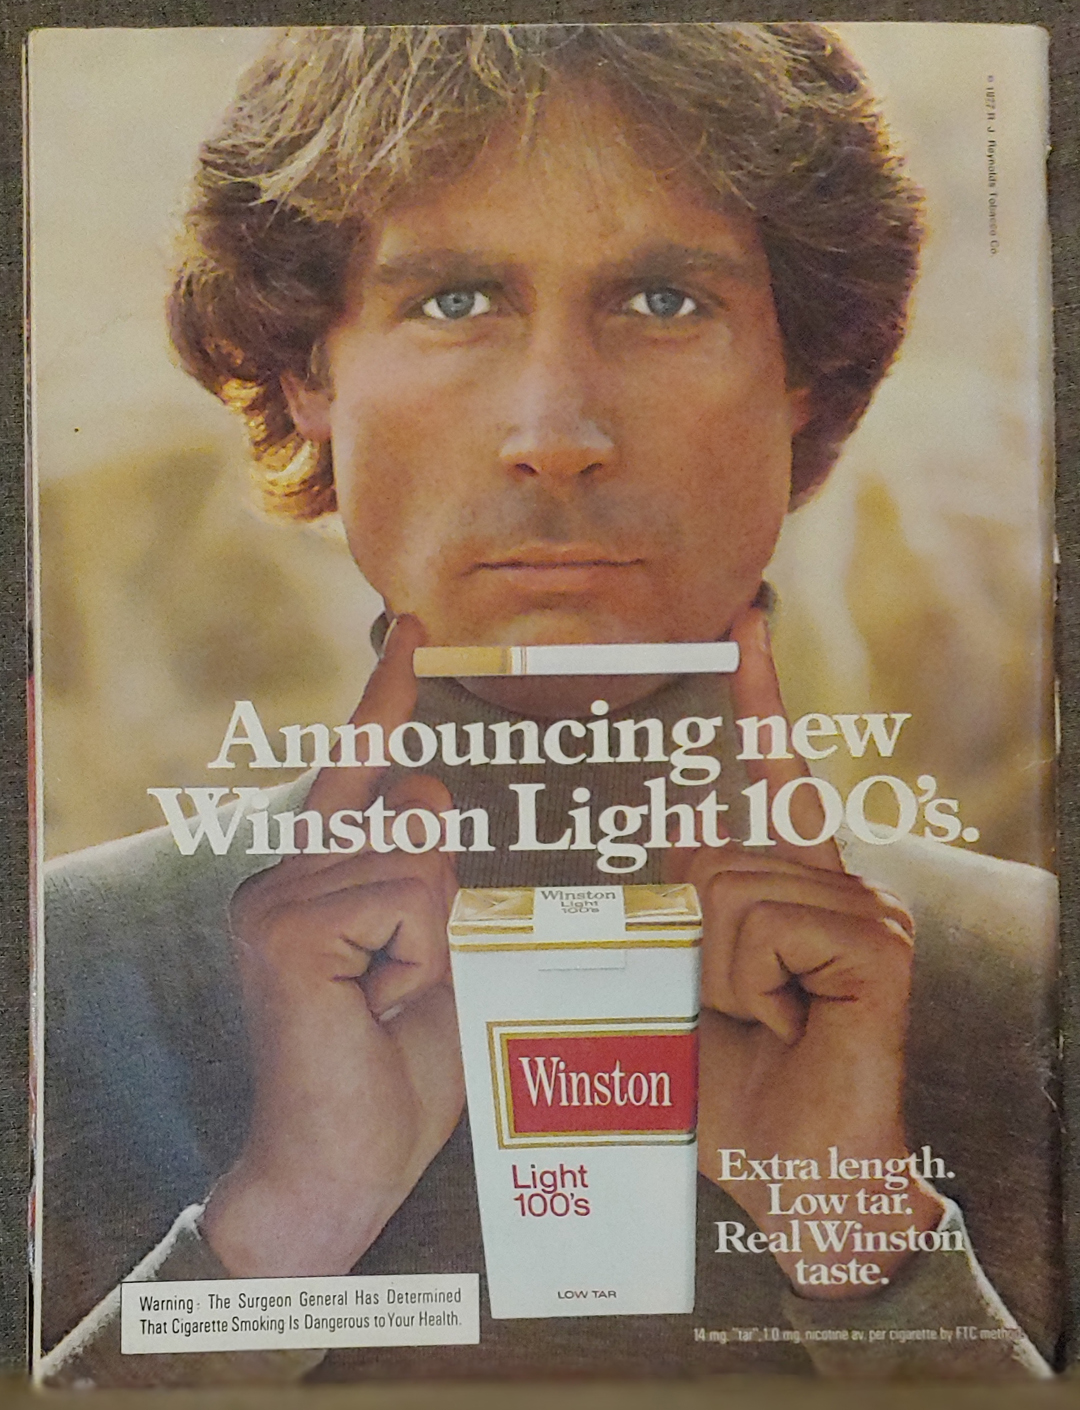 © 1977 R. J. Reynolds Tobacco Co.
Announcing new
Winston Light 100's.
Winston
Light
100's
Winston
Light
100's
LOW TAR
Extra length.
Low tar.
Real Winston
taste.
Warning: The Surgeon General Has Determined
That Cigarette Smoking Is Dangerous to Your Health.
14 mg. "tar", 1.0 mg. nicotine av. per cigarette by FTC method.